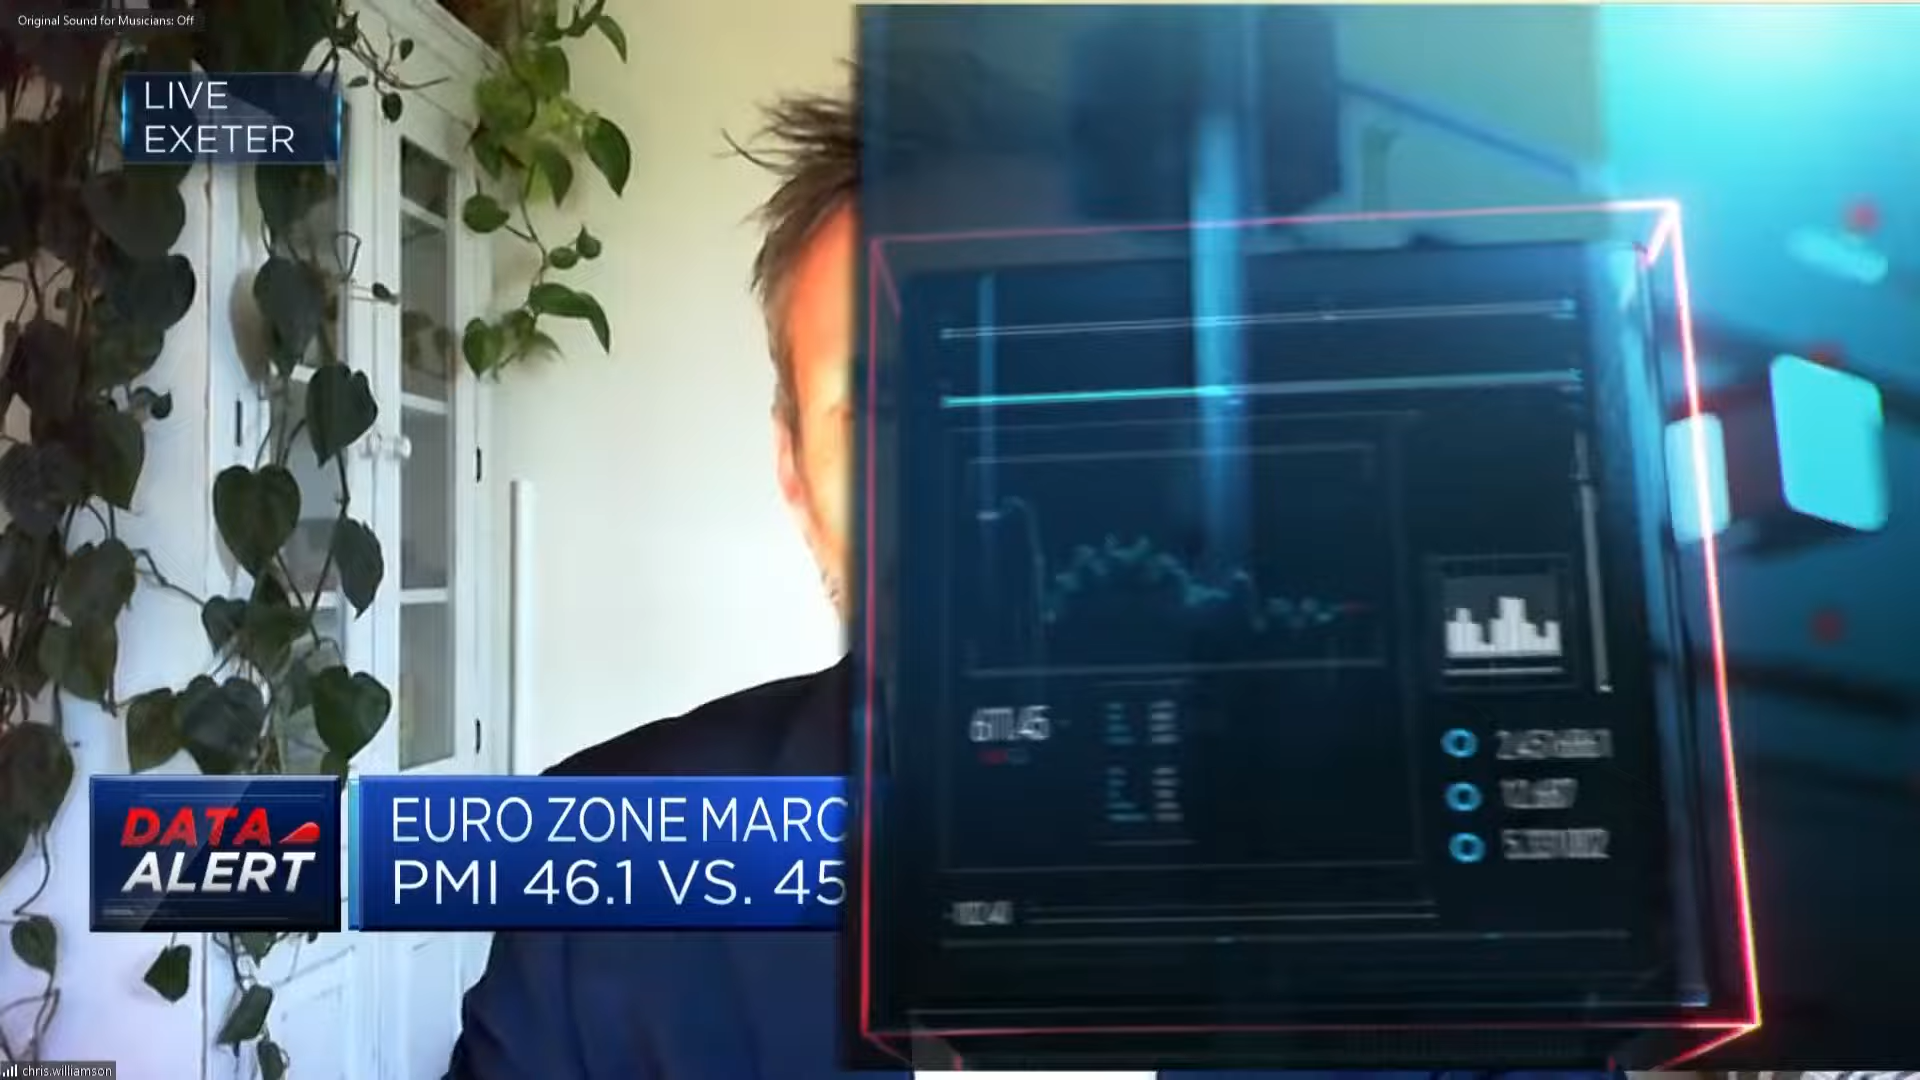 Original Sound for Musicians: Off
LIVE
EXETER
DATA
ALERT
EURO ZONE MARC
PMI 46.1 VS. 45
chris.williamson